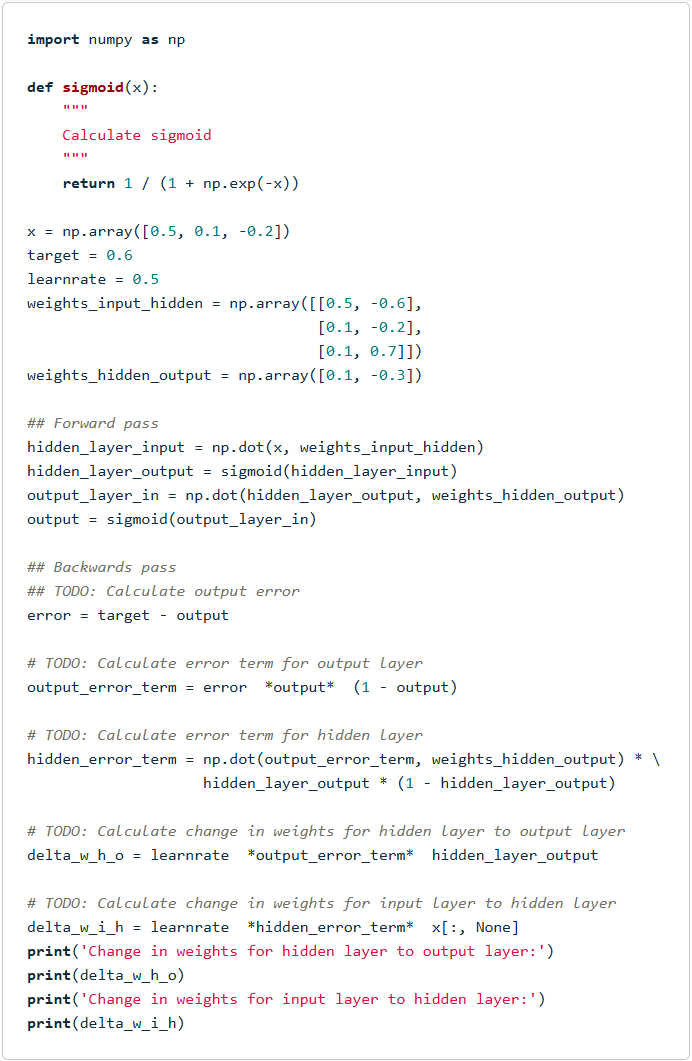 import numpy as np

def sigmoid(x):
    """
    Calculate sigmoid
    """
    return 1 / (1 + np.exp(-x))

x = np.array([0.5, 0.1, -0.2])
target = 0.6
learnrate = 0.5
weights_input_hidden = np.array([[0.5, -0.6],
                                 [0.1, -0.2],
                                 [0.1, 0.7]])
weights_hidden_output = np.array([0.1, -0.3])

## Forward pass
hidden_layer_input = np.dot(x, weights_input_hidden)
hidden_layer_output = sigmoid(hidden_layer_input)
output_layer_in = np.dot(hidden_layer_output, weights_hidden_output)
output = sigmoid(output_layer_in)

## Backwards pass
## TODO: Calculate output error
error = target - output

# TODO: Calculate error term for output layer
output_error_term = error  *output*  (1 - output)

# TODO: Calculate error term for hidden layer
hidden_error_term = np.dot(output_error_term, weights_hidden_output) * \
                    hidden_layer_output * (1 - hidden_layer_output)

# TODO: Calculate change in weights for hidden layer to output layer
delta_w_h_o = learnrate  *output_error_term*  hidden_layer_output

# TODO: Calculate change in weights for input layer to hidden layer
delta_w_i_h = learnrate  *hidden_error_term*  x[:, None]
print('Change in weights for hidden layer to output layer:')
print(delta_w_h_o)
print('Change in weights for input layer to hidden layer:')
print(delta_w_i_h)